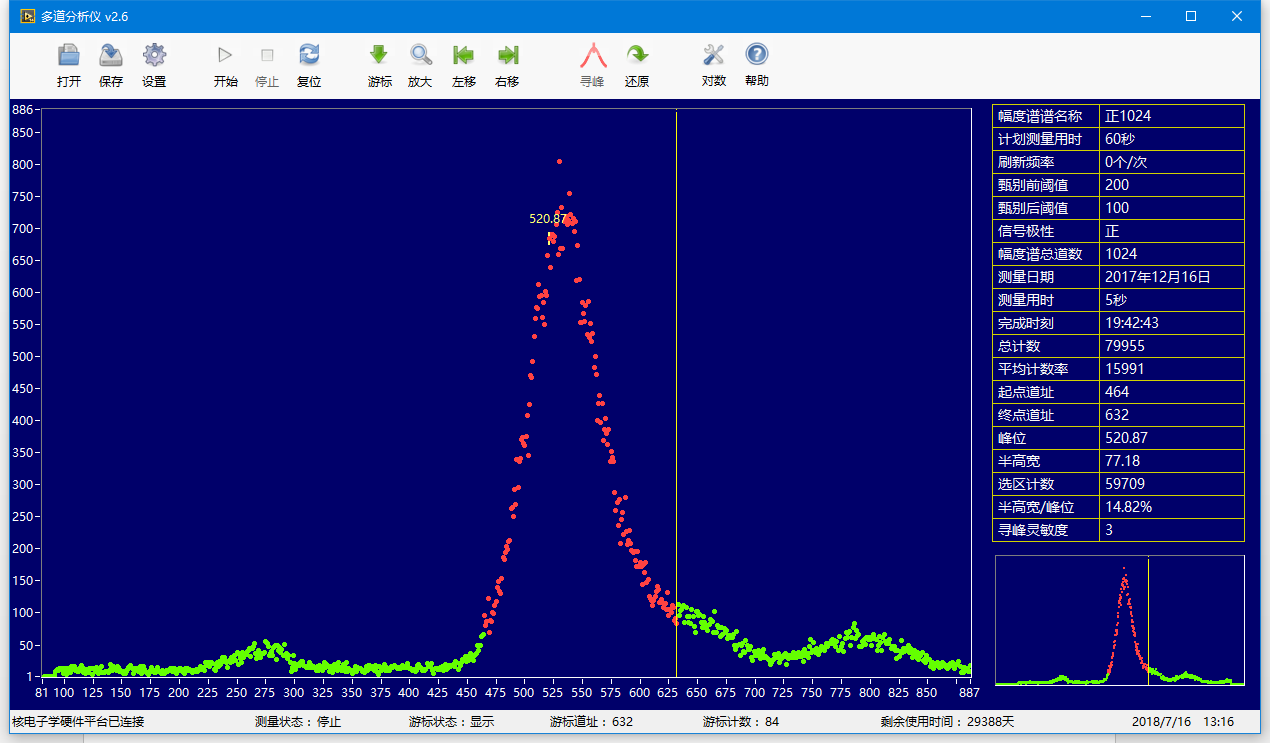 多道分析仪 v2.6
打开 保存 设置 开始 停止 复位 游标 放大 左移 右移 寻峰 还原 对数 帮助
886
850
800
750
700
650
600
550
500
450
400
350
300
250
200
150
100
50
1
520.87
81 100 125 150 175 200 225 250 275 300 325 350 375 400 425 450 475 500 525 550 575 600 625 650 675 700 725 750 775 800 825 850 887
幅度谱谱名称 正1024
计划测量用时 60秒
刷新频率 0个/次
甄别前阈值 200
甄别后阈值 100
信号极性 正
幅度谱总道数 1024
测量日期 2017年12月16日
测量用时 5秒
完成时刻 19:42:43
总计数 79955
平均计数率 15991
起点道址 464
终点道址 632
峰位 520.87
半高宽 77.18
选区计数 59709
半高宽/峰位 14.82%
寻峰灵敏度 3
核电子学硬件平台已连接 测量状态：停止 游标状态：显示 游标道址：632 游标计数：84 剩余使用时间：29388天 2018/7/16 13:16